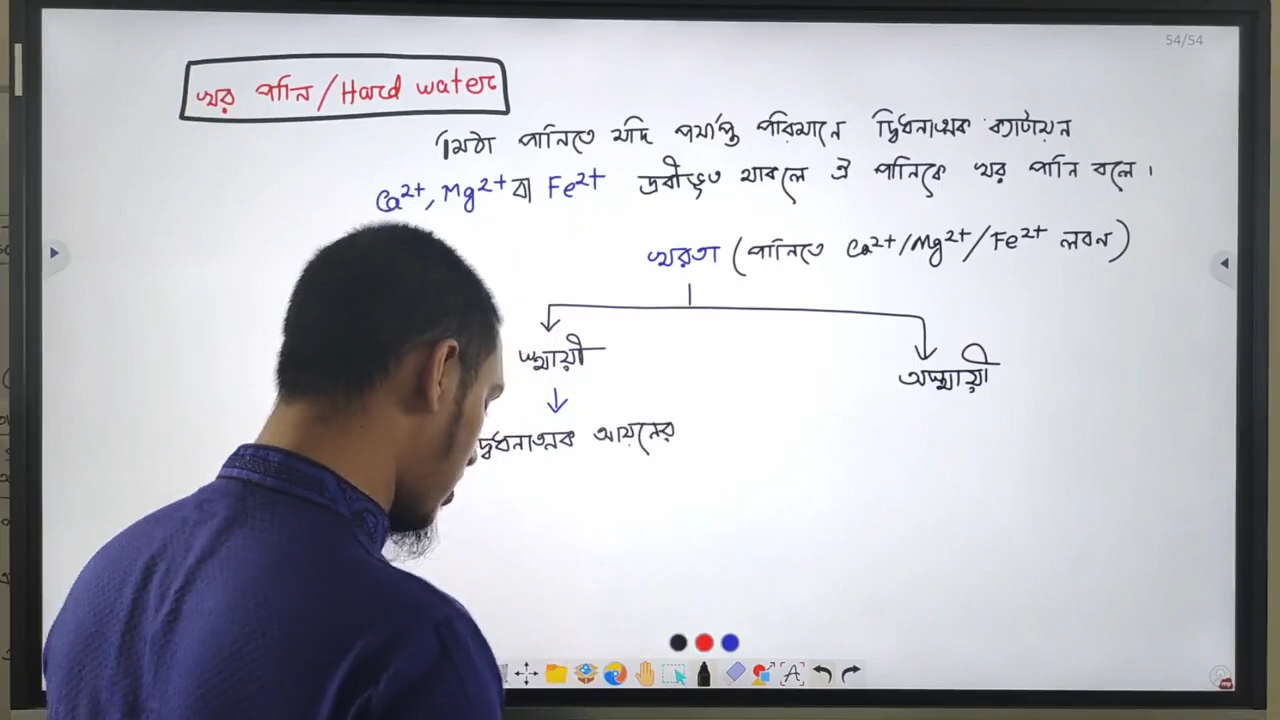 54/54
খর পানি/Hard water
মিঠা পানিতে যদি পর্যাপ্ত পরিমানে দ্বিধনাত্মক ক্যাটায়ন
Ca2+, Mg2+ বা Fe2+ দ্রবীভূত থাকলে ঐ পানিকে খর পানি বলে।
খরতা (পানিতে Ca2+/Mg2+/Fe2+ লবন)
স্থায়ী
অস্থায়ী
দ্বিধনাত্মক আয়নের